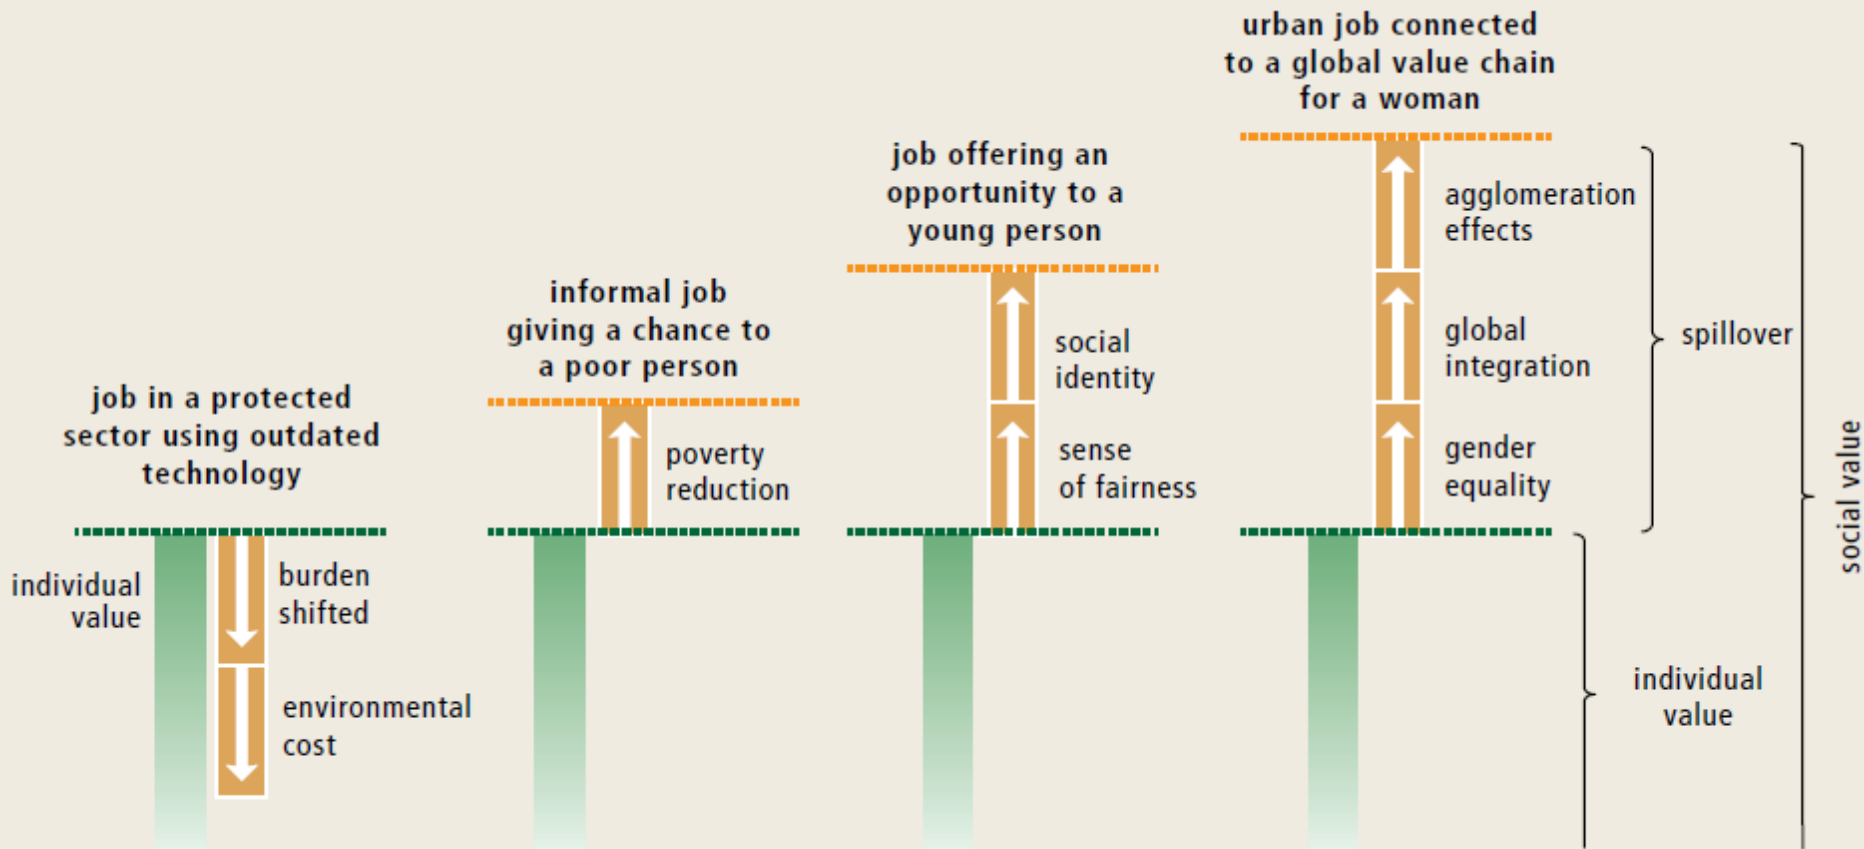 job in a protected
sector using outdated
technology
individual
value
burden
shifted
environmental
cost
informal job
giving a chance to
a poor person
poverty
reduction
job offering an
opportunity to a
young person
social
identity
sense
of fairness
urban job connected
to a global value chain
for a woman
agglomeration
effects
global
integration
gender
equality
spillover
individual
value
social value